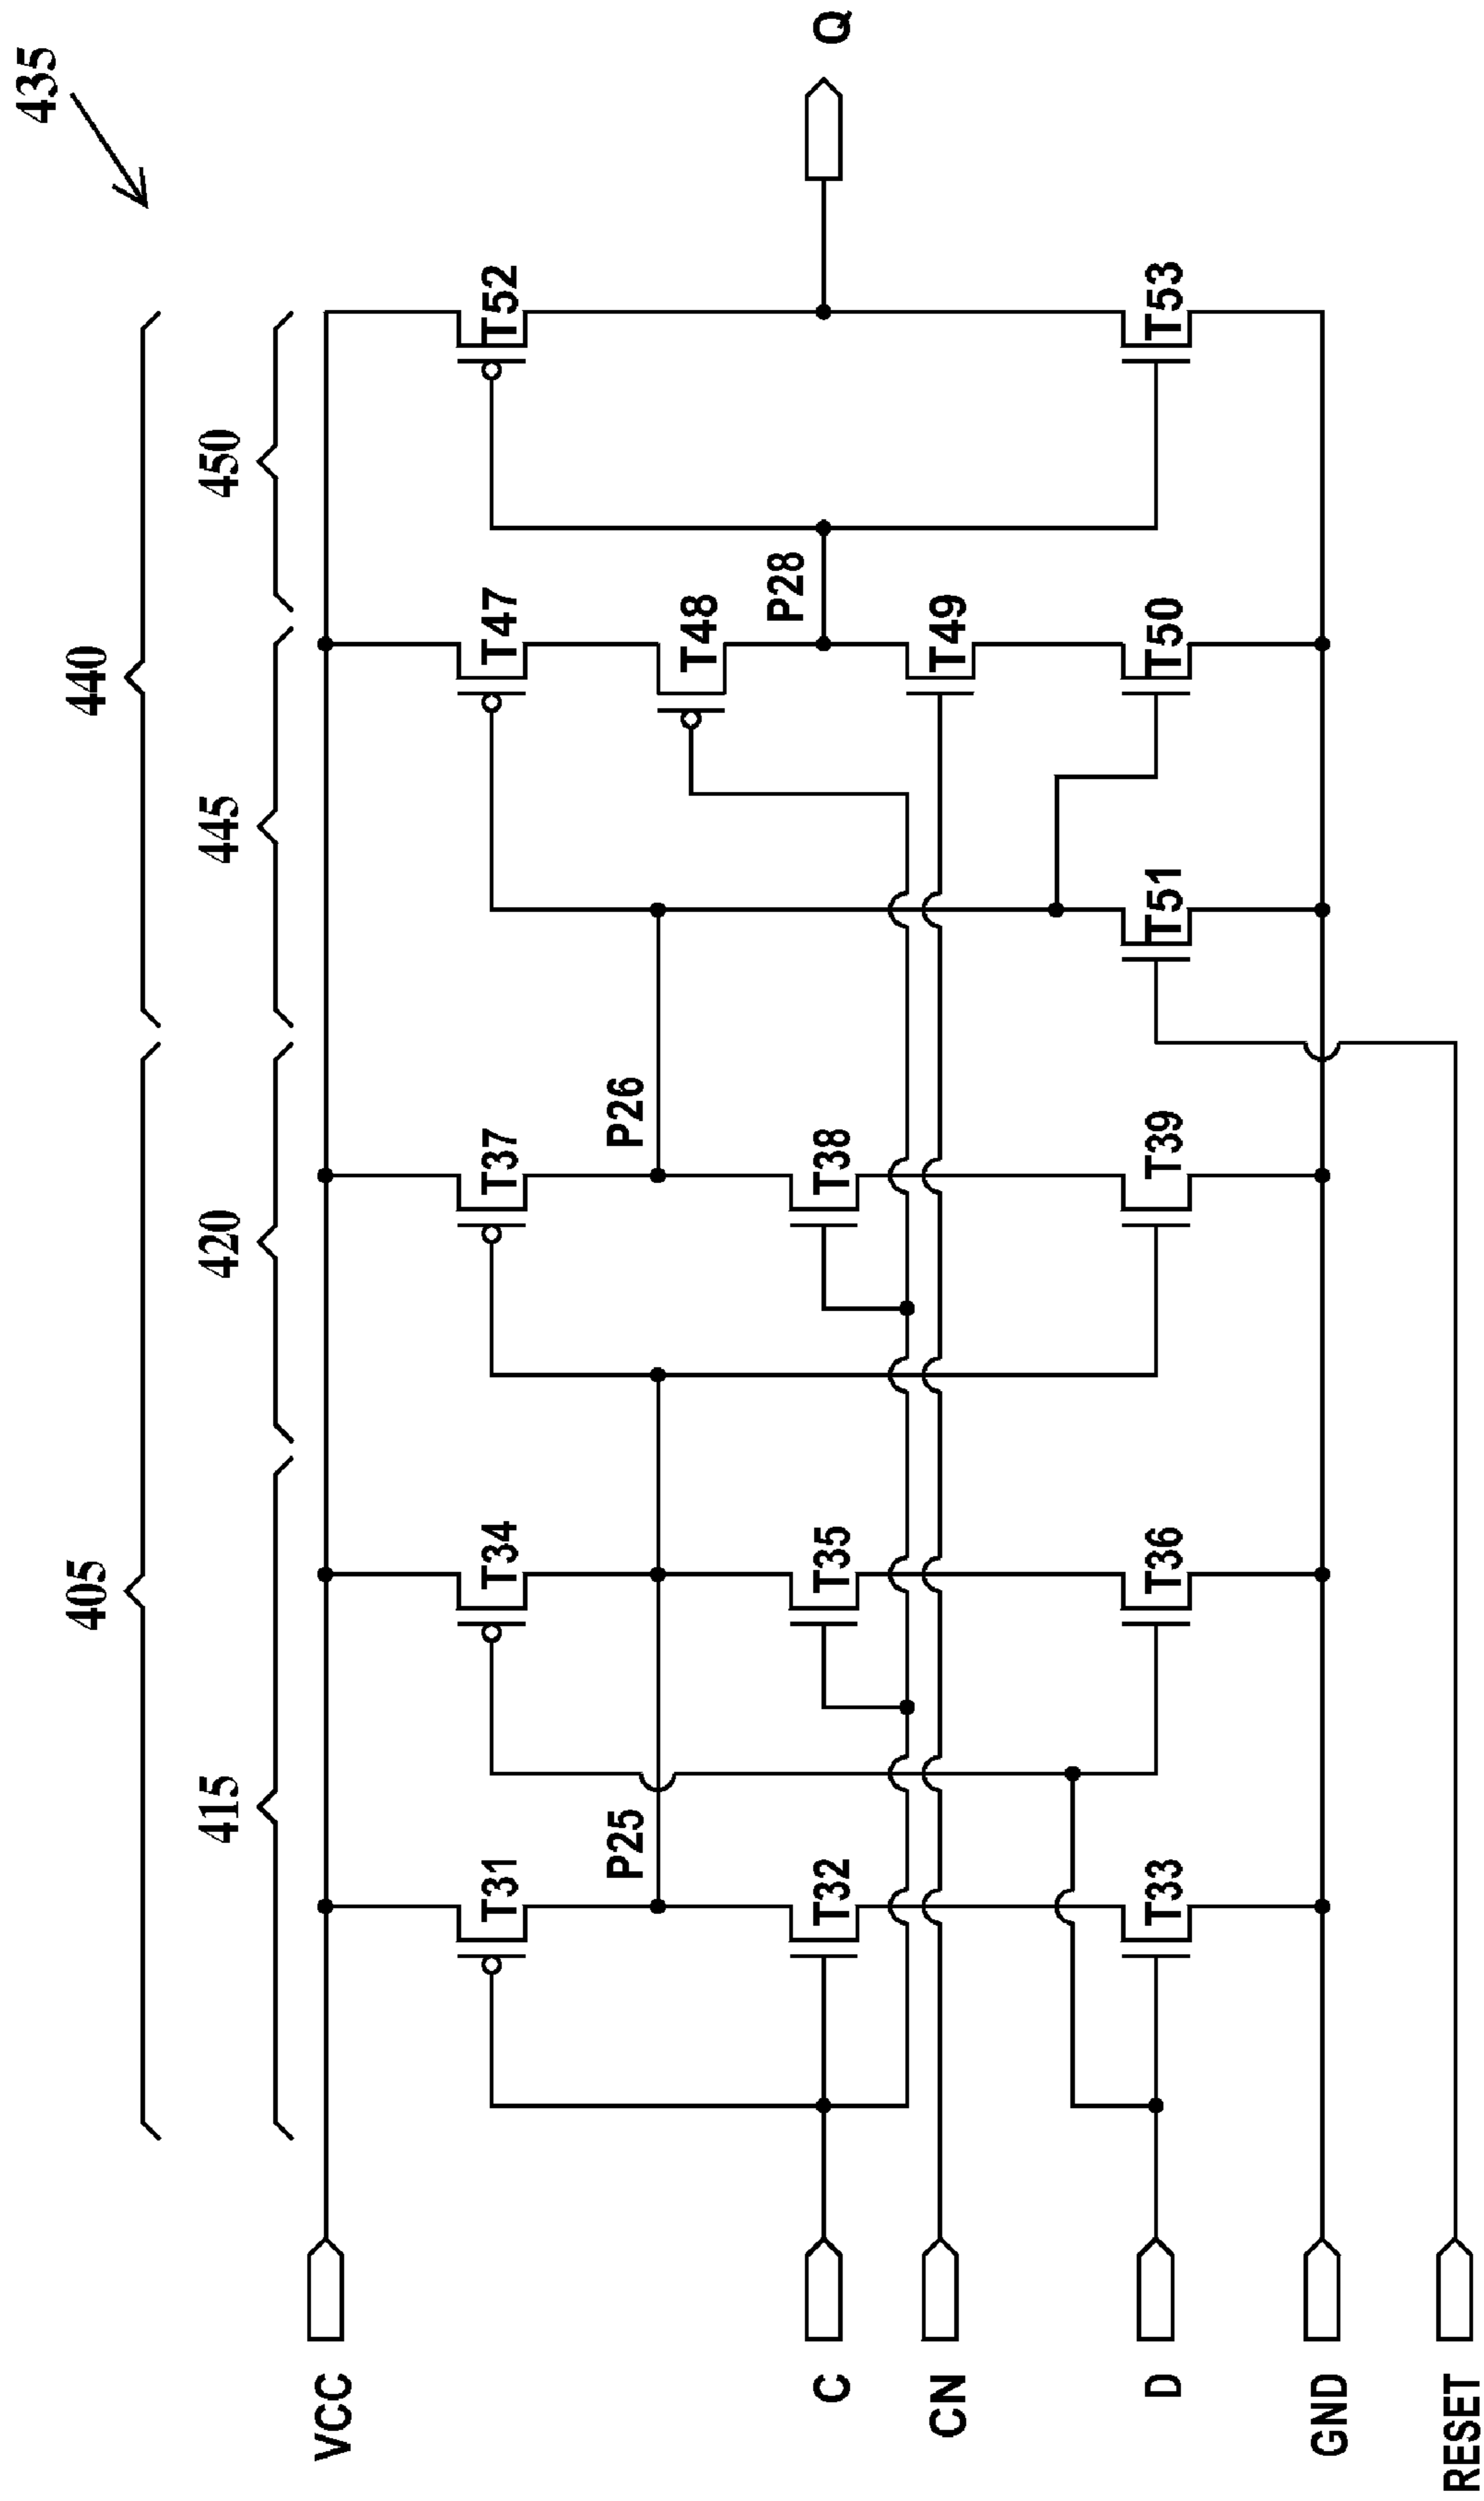 435
440
405
450
445
420
415
VCC
T31
T34
T37
T47
T52
P25
P26
T48
P28
C
T32
T35
T38
Q
CN
T49
D
T33
T36
T39
T51
T50
T53
GND
RESET